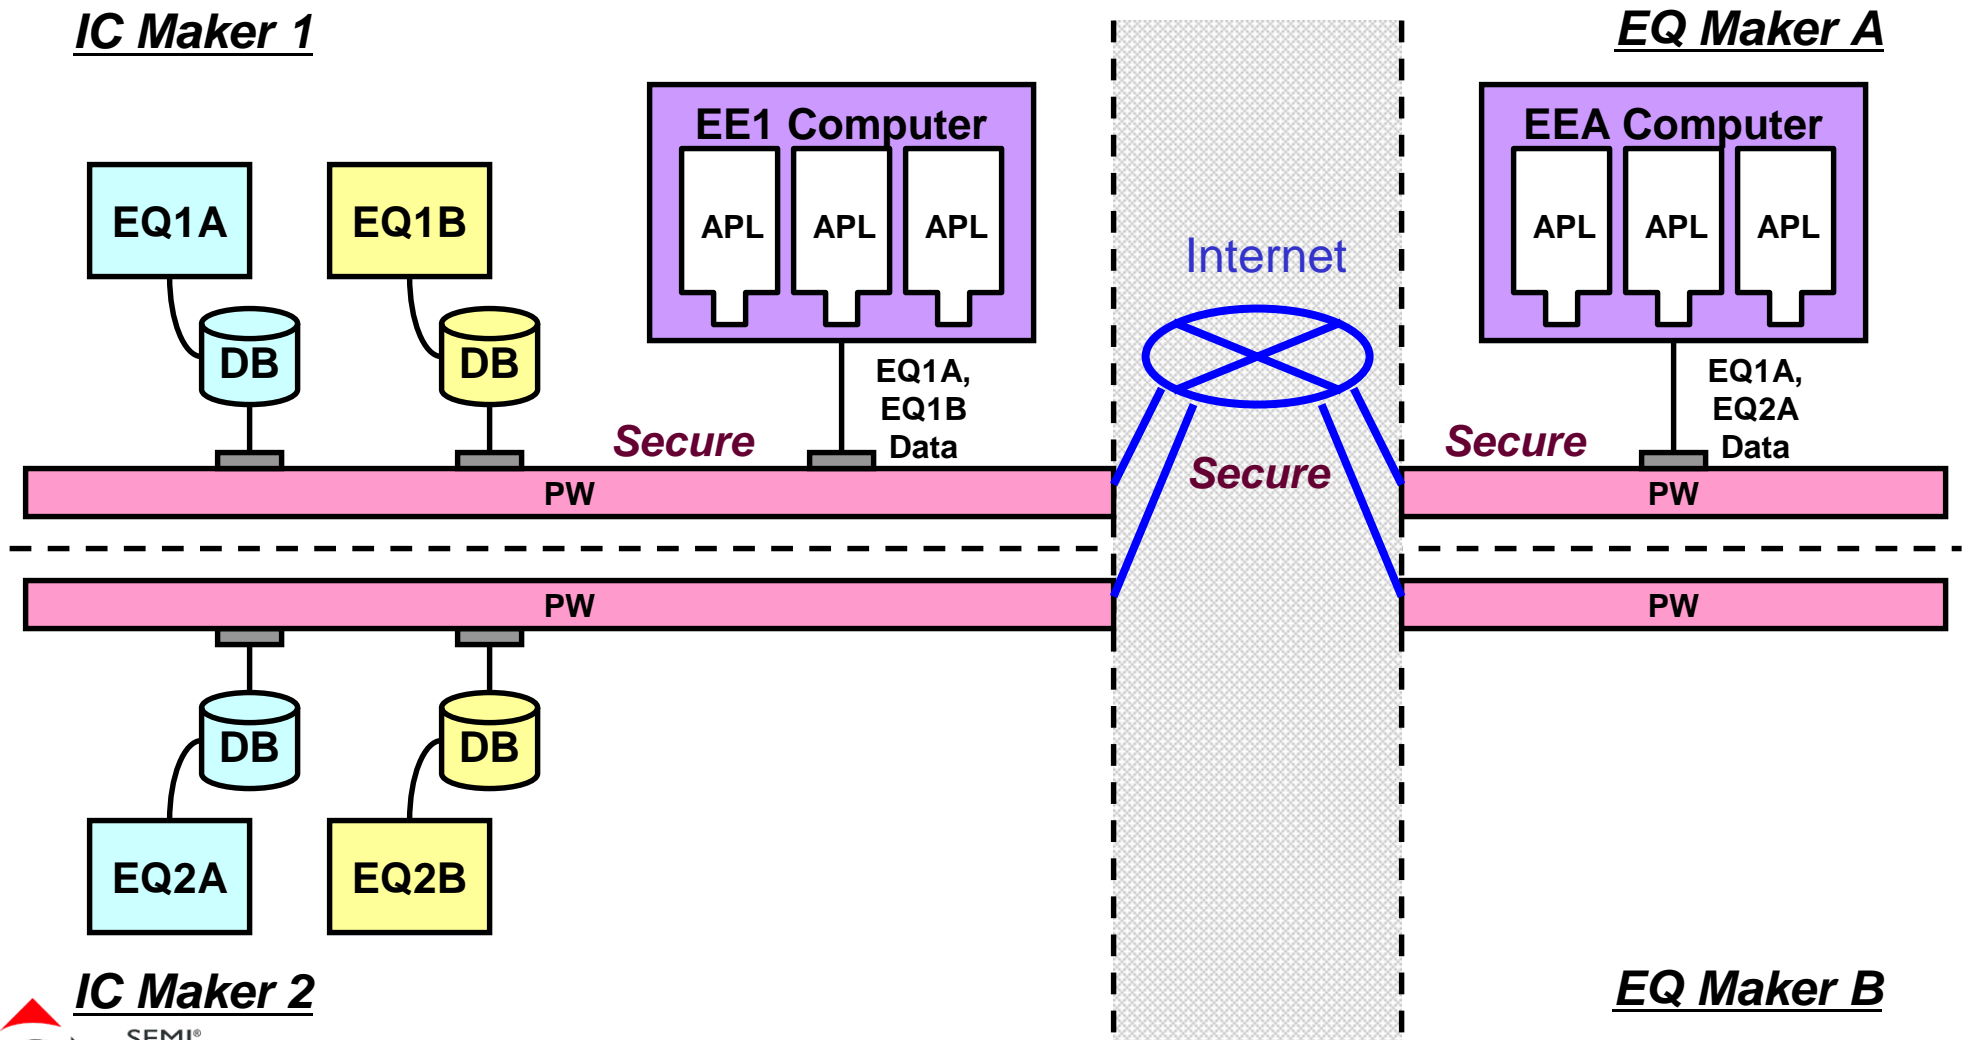 IC Maker 1
EQ Maker A
EE1 Computer
APL
APL
APL
EEA Computer
APL
APL
APL
EQ1A
EQ1B
DB
DB
Internet
EQ1A,
EQ1B
Data
EQ1A,
EQ2A
Data
Secure
Secure
Secure
PW
PW
PW
PW
DB
DB
EQ2A
EQ2B
IC Maker 2
EQ Maker B
SEMI®